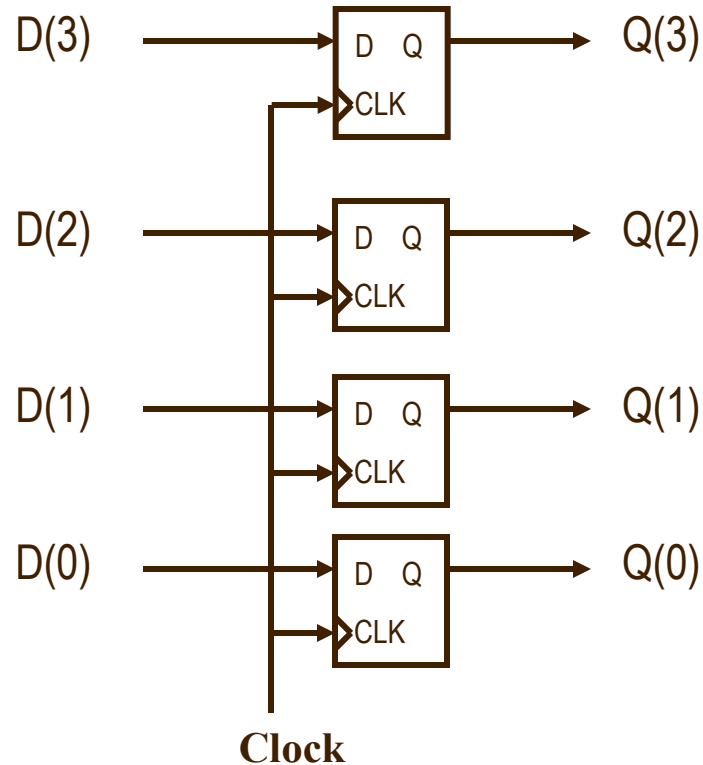 D(3) D Q Q(3)
CLK
D(2) D Q Q(2)
CLK
D(1) D Q Q(1)
CLK
D(0) D Q Q(0)
CLK
Clock